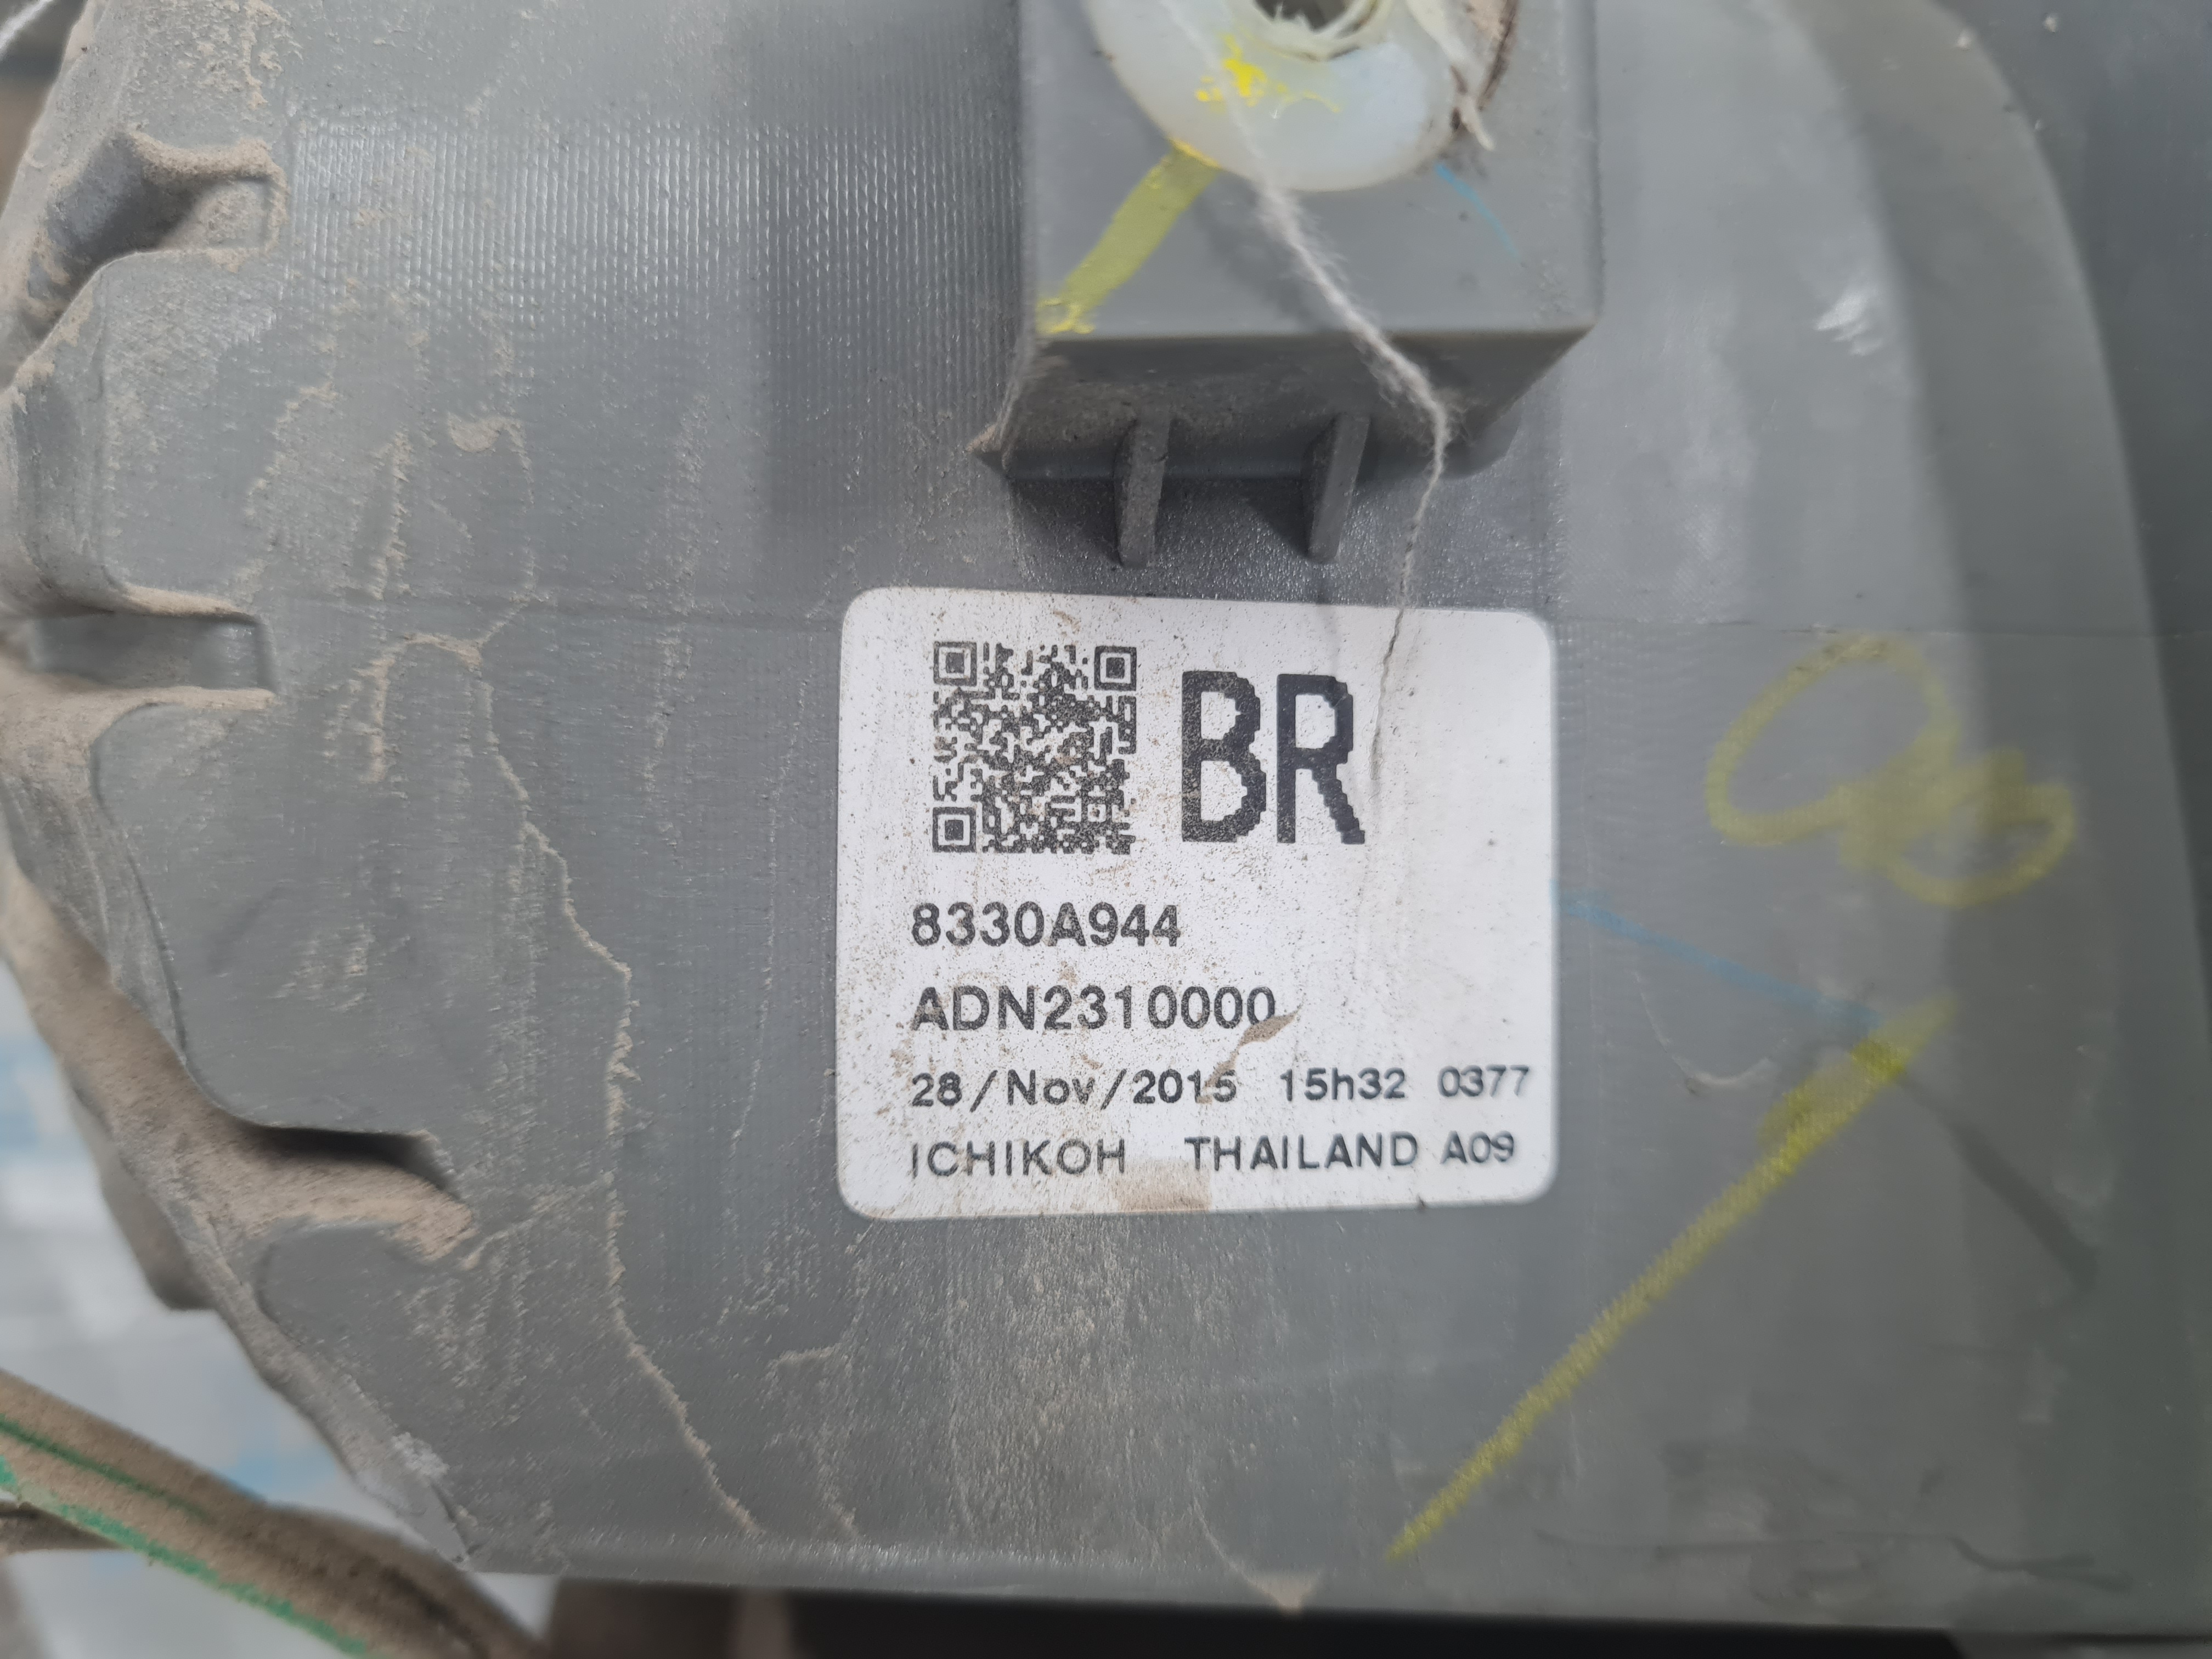 BR
8330A944
ADN2310000
28/Nov/2015 15h32 0377
ICHIKOH THAILAND A09